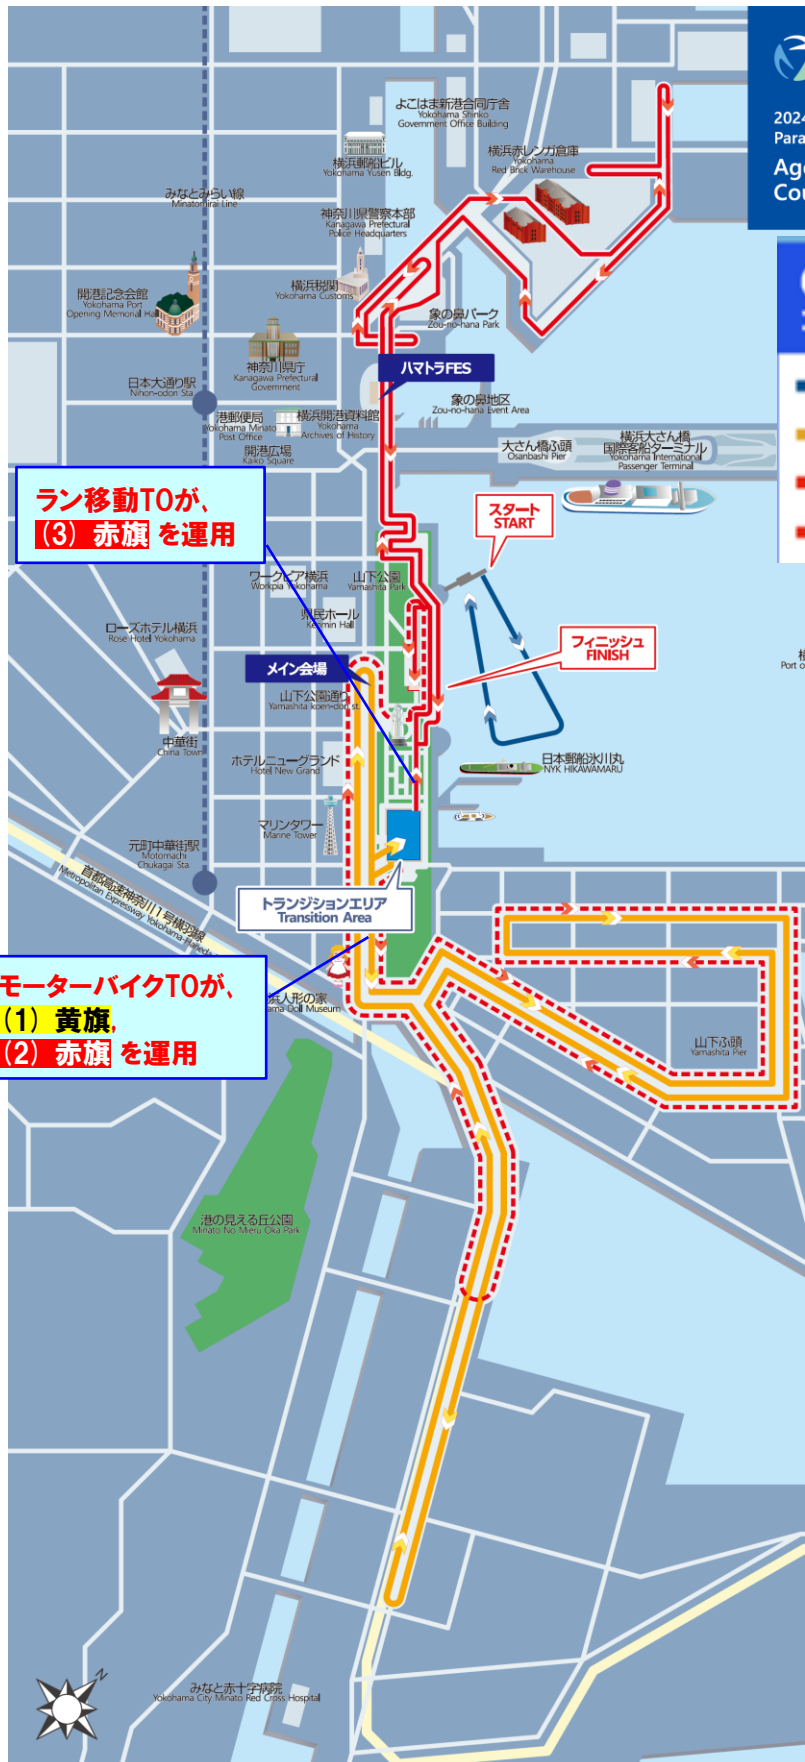 よこはま新港合同庁舎
Yokohama Shinko
Government Office Building
2024
Para
横浜郵船ビル
Yokohama Yusen Bldg.
横浜赤レンガ倉庫
Yokohama
Red Brick Warehouse
みなとみらい線
Minatomirai Line
神奈川県警察本部
Kanagawa Prefectural
Police Headquarters
横浜税関
Yokohama Customs
開港記念会館
Yokohama Port
Opening Memorial Hall
象の鼻パーク
Zou-no-hana Park
神奈川県庁
Kanagawa Prefectural
Government
ハマトラFES
日本大通り駅
Nihon-odori Sta.
象の鼻地区
Zou-no-hana Event Area
港郵便局
Yokohama Minato
Post Office
横浜開港資料館
Yokohama
Archives of History
開港広場
Kaiko Square
大さん橋ふ頭
Osanbashi Pier
横浜大さん橋
国際客船ターミナル
Yokohama International
Passenger Terminal
ラン移動TOが、
(3) 赤旗 を運用
スタート
START
ワークピア横浜
Workpia Yokohama
山下公園
Yamashita Park
県民ホール
Kenmin Hall
ローズホテル横浜
Rose Hotel Yokohama
フィニッシュ
FINISH
メイン会場
山下公園通り
Yamashita koen-dori st.
Port o
中華街
China Town
ホテルニューグランド
Hotel New Grand
日本郵船氷川丸
NYK HIKAWAMARU
マリンタワー
Marine Tower
元町中華街駅
Motomachi
Chukagai Sta.
首都高速神奈川1号横羽線
Metropolitan Expressway Yokohama-Haneda
トランジションエリア
Transition Area
モーターバイクTOが、
(1) 黄旗,
(2) 赤旗 を運用
浜人形の家
ama Doll Museum
山下ふ頭
Yamashita Pier
港の見える丘公園
Minato No Mieru Oka Park
みなと赤十字病院
Yokohama City Minato Red Cross Hospital
N